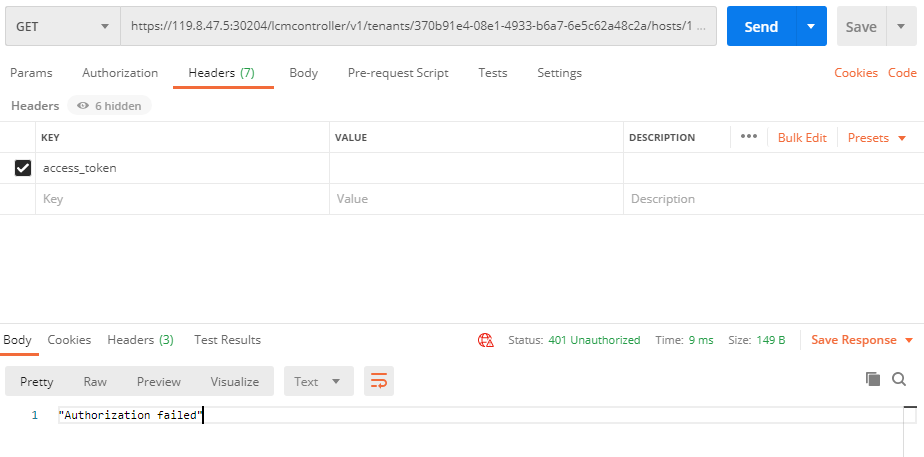 GET https://119.8.47.5:30204/lcmcontroller/v1/tenants/370b91e4-08e1-4933-b6a7-6e5c62a48c2a/hosts/1 ... Send Save
Params Authorization Headers (7) Body Pre-request Script Tests Settings Cookies Code
Headers 6 hidden
KEY VALUE DESCRIPTION ••• Bulk Edit Presets
access_token
Key Value Description
Body Cookies Headers (3) Test Results Status: 401 Unauthorized Time: 9 ms Size: 149 B Save Response
Pretty Raw Preview Visualize Text
1 "Authorization failed"